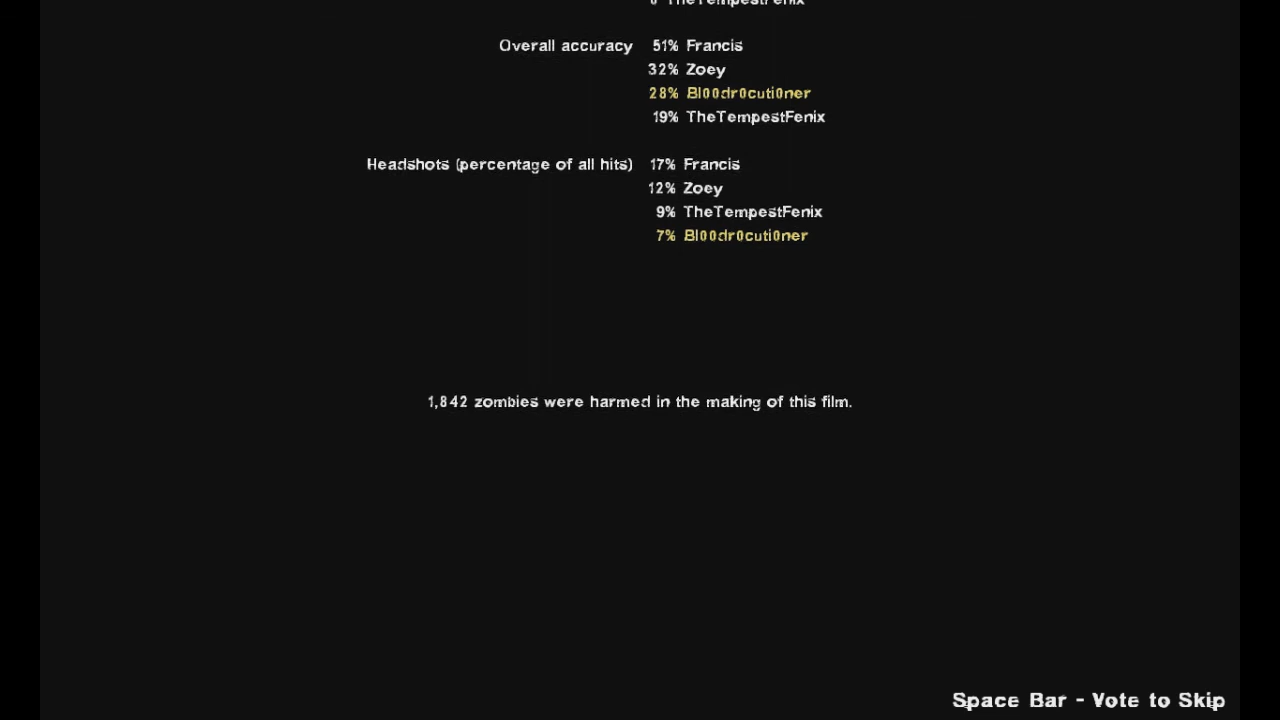 0 TheTempestFenix
Overall accuracy 51% Francis
32% Zoey
28% Bl00dr0cuti0ner
19% TheTempestFenix
Headshots (percentage of all hits) 17% Francis
12% Zoey
9% TheTempestFenix
7% Bl00dr0cuti0ner
1,842 zombies were harmed in the making of this film.
Space Bar - Vote to Skip